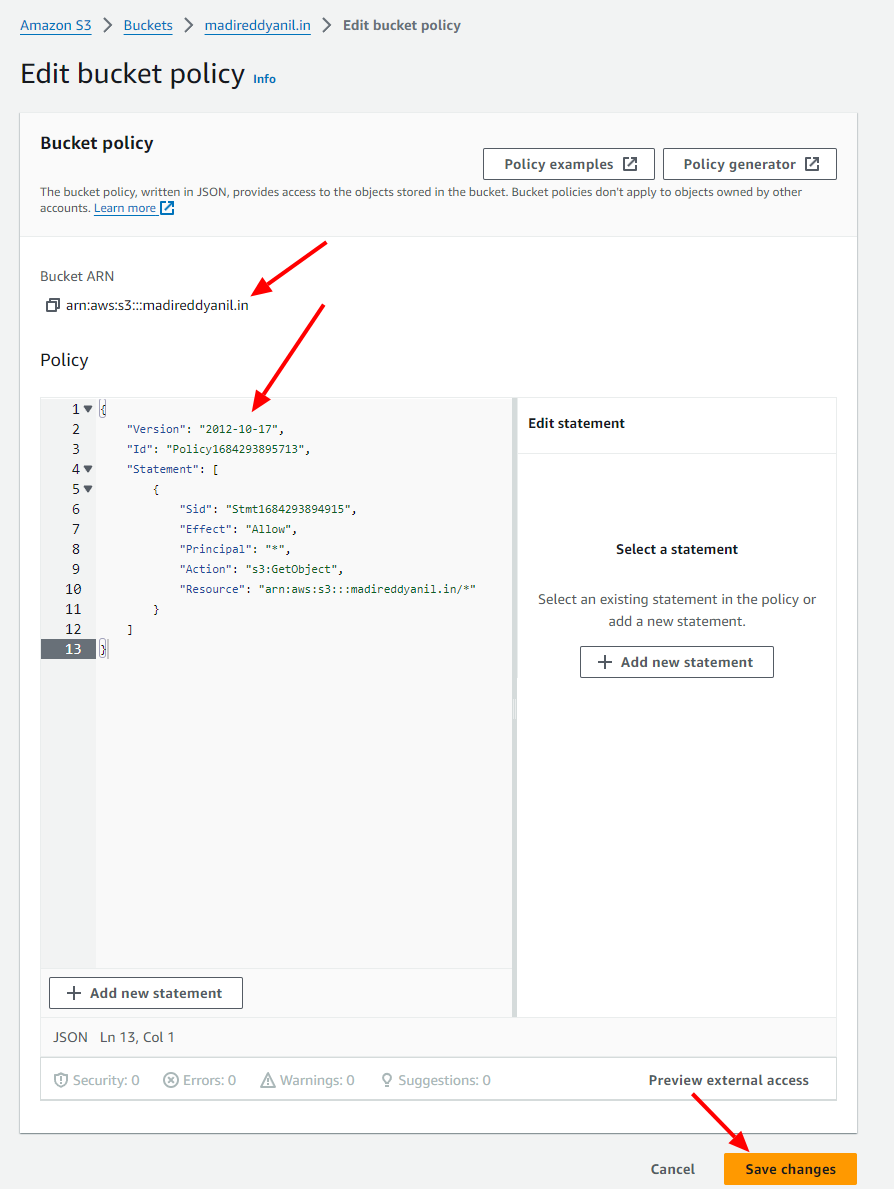 Amazon S3 > Buckets > madireddyanil.in > Edit bucket policy
Edit bucket policy Info
Bucket policy
Policy examples
Policy generator
The bucket policy, written in JSON, provides access to the objects stored in the bucket. Bucket policies don't apply to objects owned by other
accounts. Learn more
Bucket ARN
arn:aws:s3:::madireddyanil.in
Policy
1 {
2 "Version": "2012-10-17",
3 "Id": "Policy1684293895713",
4 "Statement": [
5 {
6 "Sid": "Stmt1684293894915",
7 "Effect": "Allow",
8 "Principal": "*",
9 "Action": "s3:GetObject",
10 "Resource": "arn:aws:s3:::madireddyanil.in/*"
11 }
12 ]
13 }
Edit statement
Select a statement
Select an existing statement in the policy or
add a new statement.
+ Add new statement
+ Add new statement
JSON Ln 13, Col 1
Security: 0 Errors: 0 Warnings: 0 Suggestions: 0
Preview external access
Cancel
Save changes